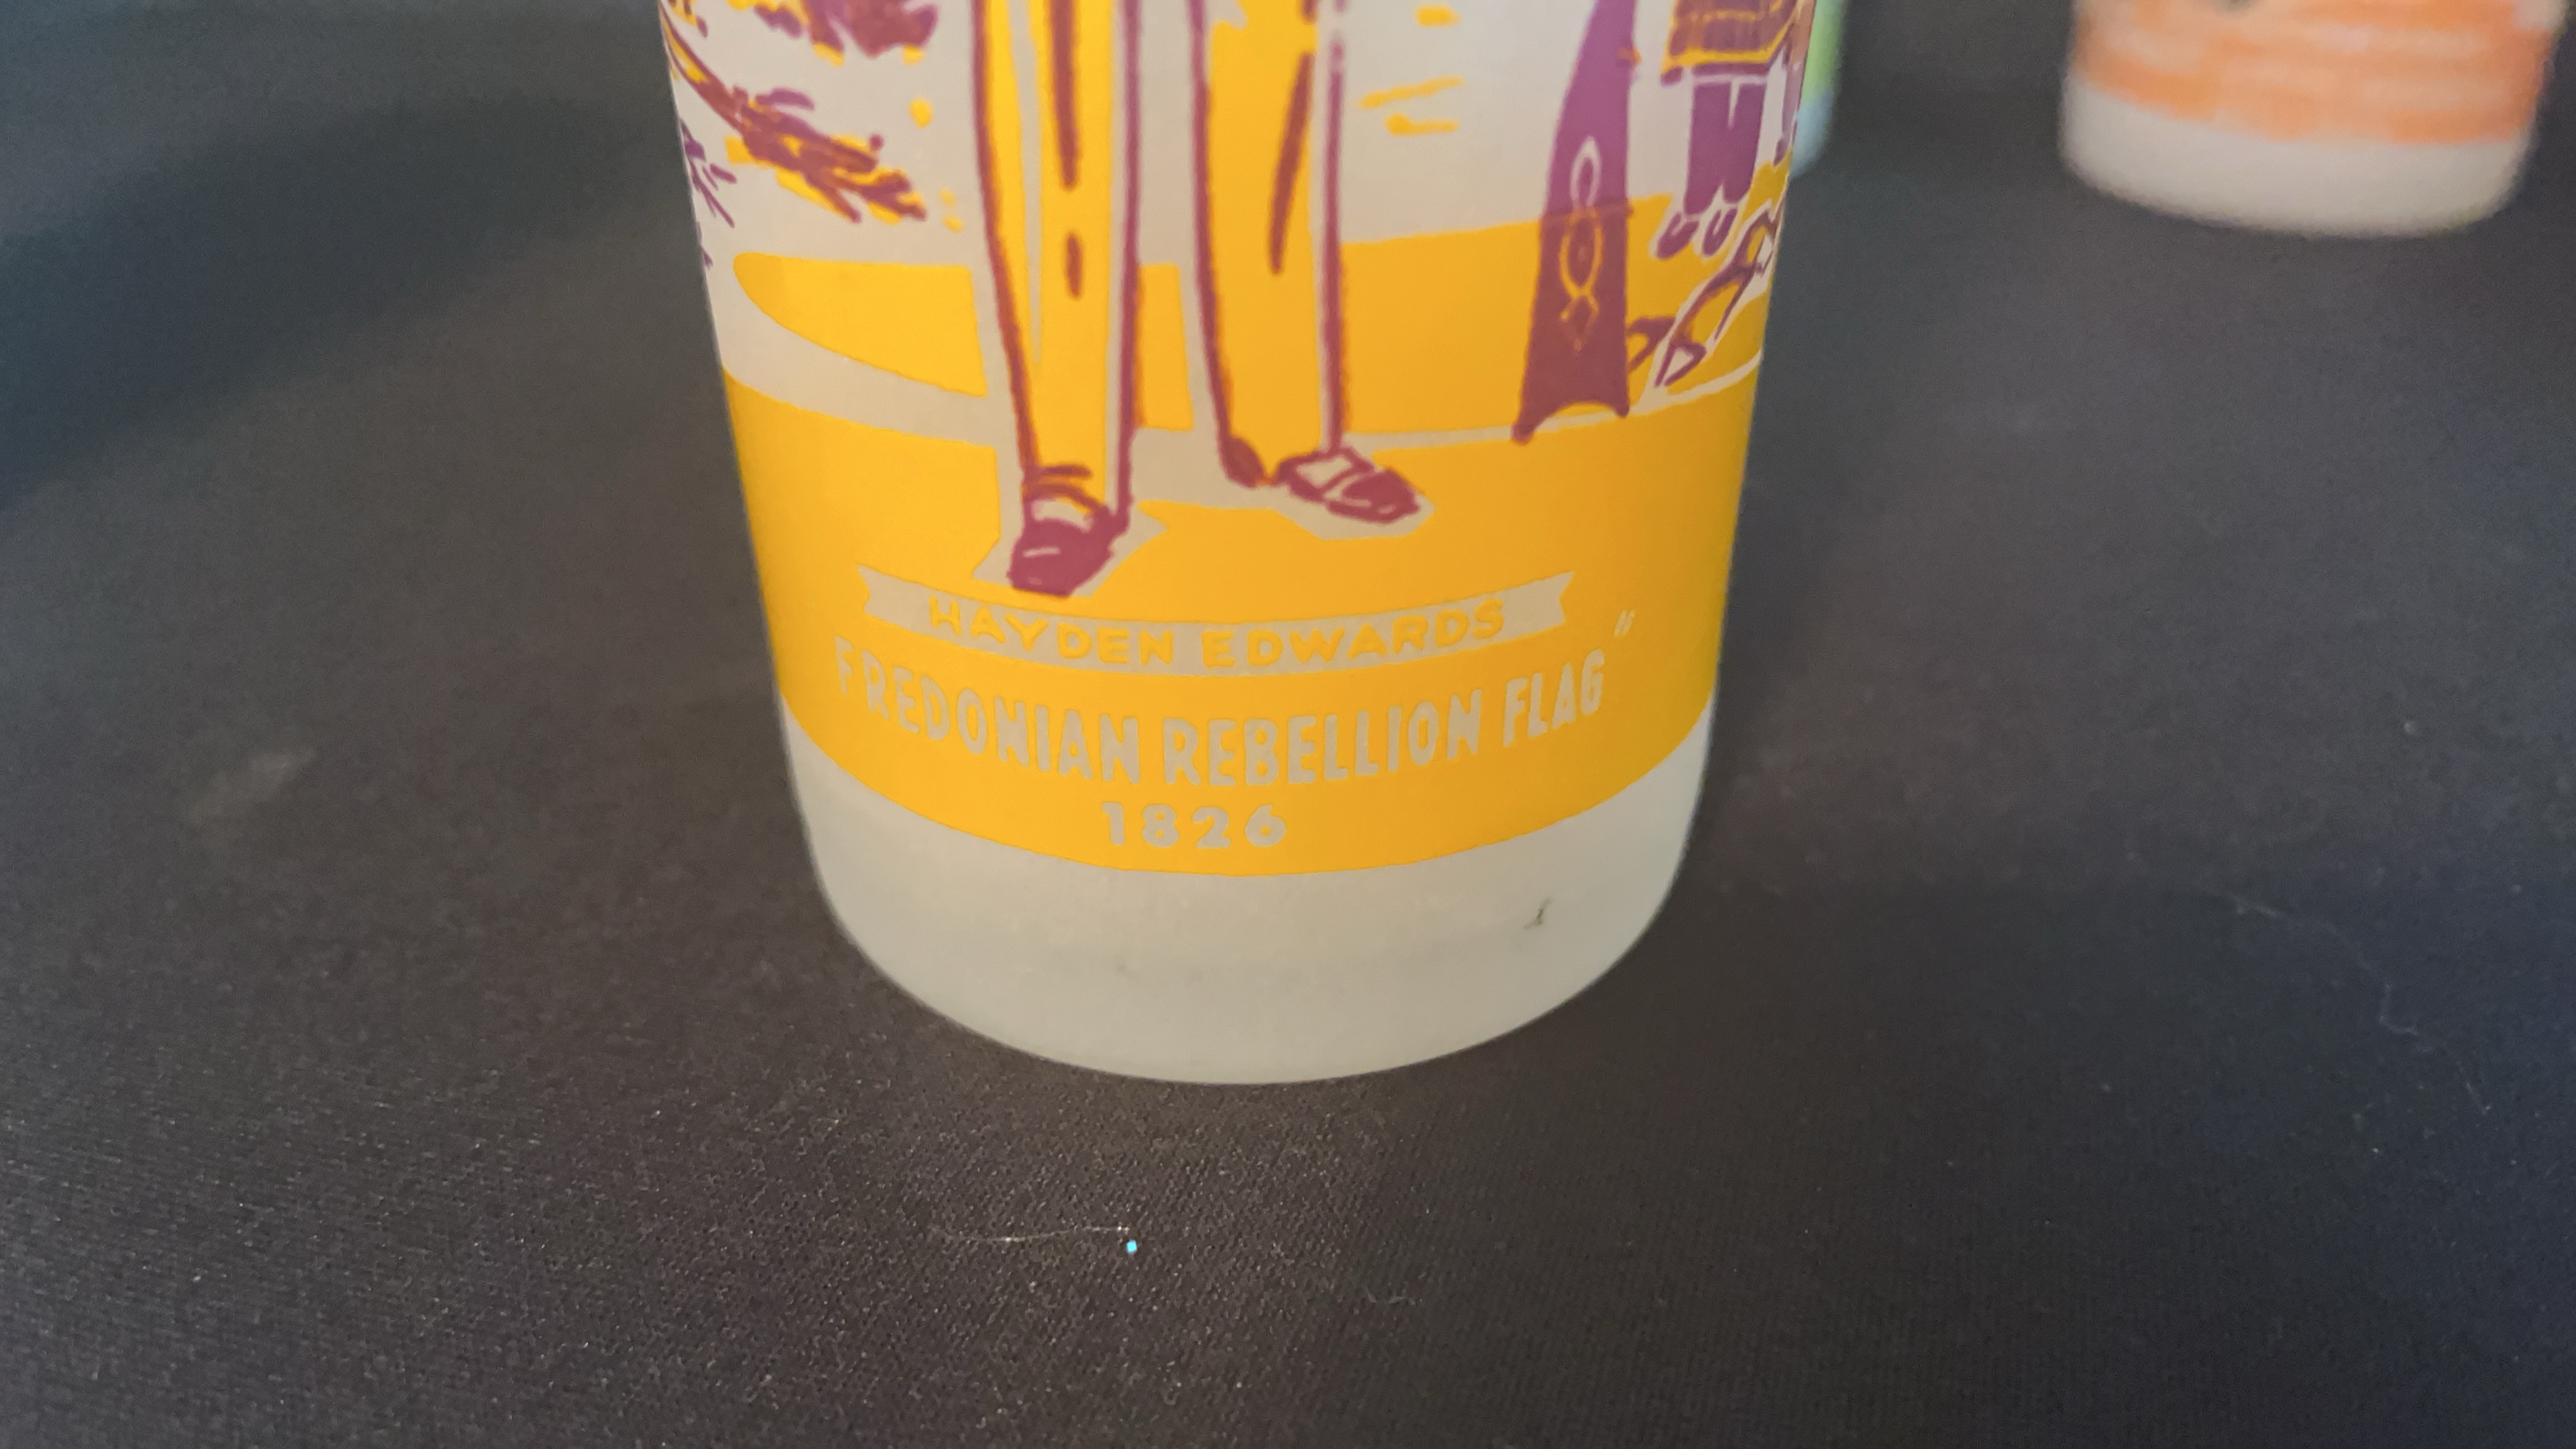 HAYDEN EDWARDS
FREDONIAN REBELLION FLAG"
1826